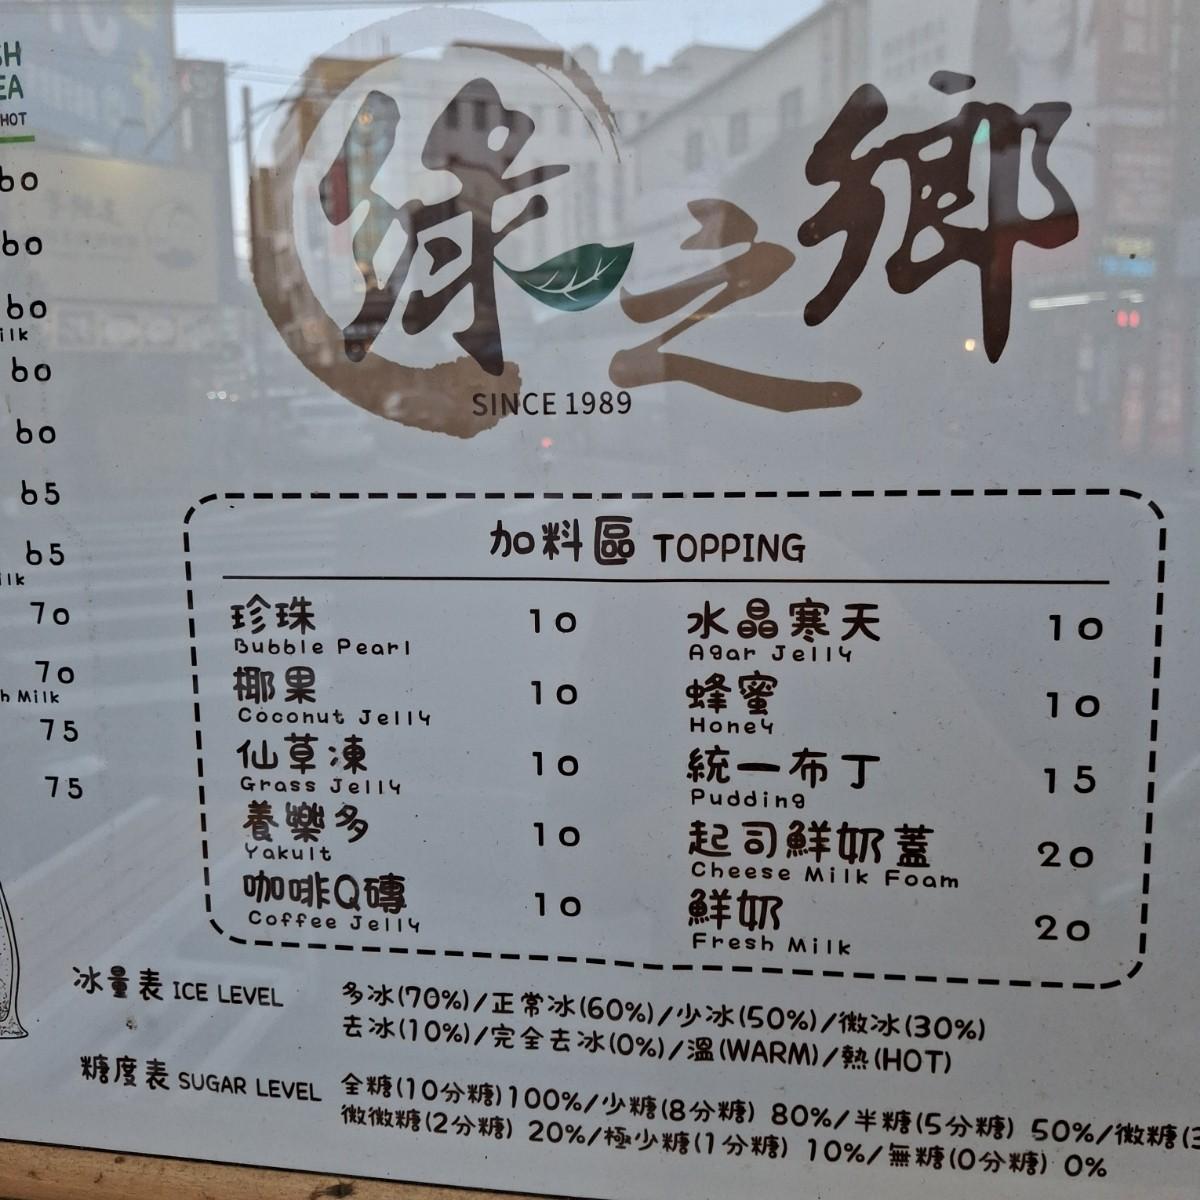 SH
EA
HOT
60
60
60
ilk
60
60
65
65
ilk
70
70
h Milk
75
75
綠之鄉
SINCE 1989
加料區 TOPPING
珍珠 10
Bubble Pearl
椰果 10
Coconut Jelly
仙草凍 10
Grass Jelly
養樂多 10
Yakult
咖啡Q磚 10
Coffee Jelly
水晶寒天 10
Agar Jelly
蜂蜜 10
Honey
統一布丁 15
Pudding
起司鮮奶蓋 20
Cheese Milk Foam
鮮奶 20
Fresh Milk
冰量表 ICE LEVEL 多冰(70%)/正常冰(60%)/少冰(50%)/微冰(30%)
去冰(10%)/完全去冰(0%)/溫(WARM)/熱(HOT)
糖度表 SUGAR LEVEL 全糖(10分糖)100%/少糖(8分糖) 80%/半糖(5分糖) 50%/微糖(3
微微糖(2分糖) 20%/極少糖(1分糖) 10%/無糖(0分糖) 0%